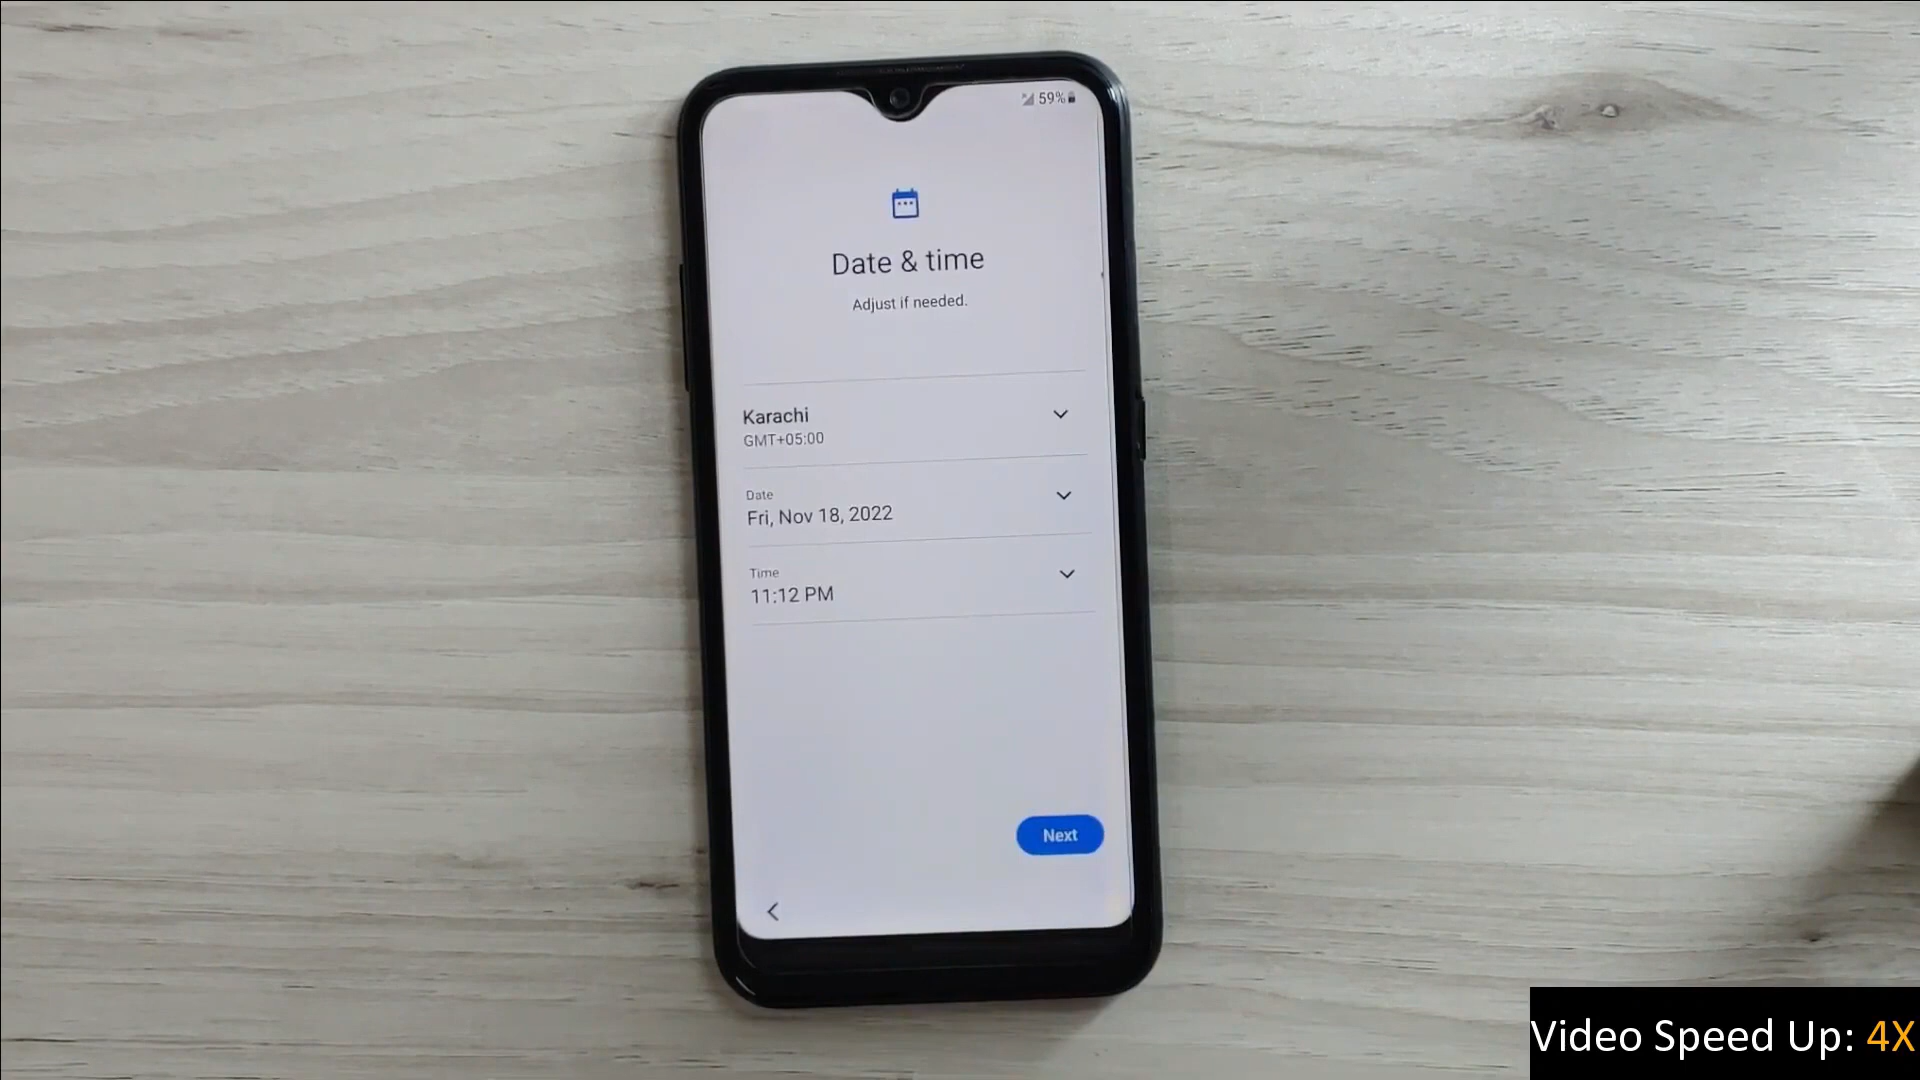 59%
Date & time
Adjust if needed.
Karachi
GMT+05:00
Date
Fri, Nov 18, 2022
Time
11:12 PM
Next
Video Speed Up: 4X